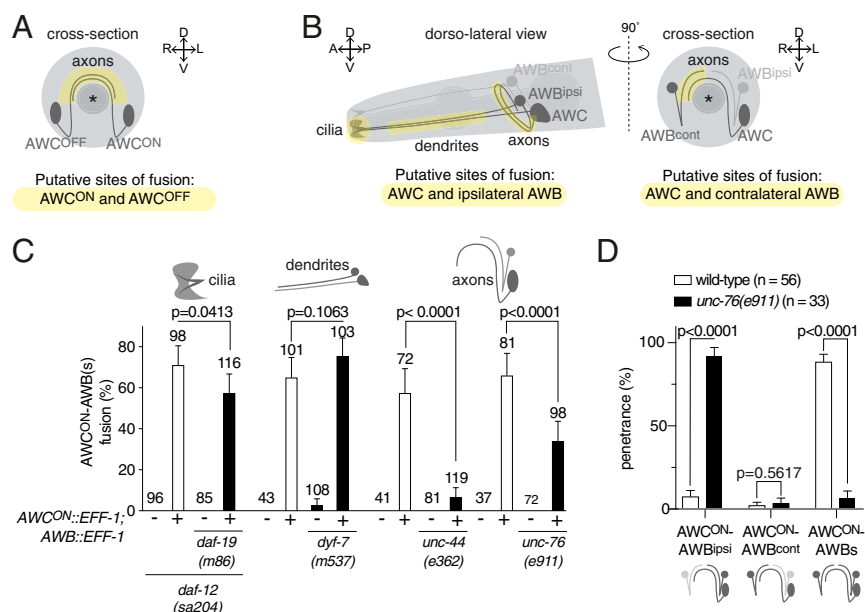 A
cross-section
axons
D
R L
V
*
AWCOFF AWCON
Putative sites of fusion:
AWCON and AWCOFF
B
D
A P
V
dorso-lateral view
AWBcont
AWBipsi
AWC
cilia
dendrites
axons
Putative sites of fusion:
AWC and ipsilateral AWB
90°
cross-section
axons
D
R L
V
AWBipsi
*
AWBcont
AWC
Putative sites of fusion:
AWC and contralateral AWB
C
cilia
dendrites
axons
p=0.0413
p=0.1063
p< 0.0001
p<0.0001
AWCON-AWB(s)
fusion (%)
80
60
40
20
0
96 98 85 116
43 101 108 103
41 72 81 119
37 81 72 98
AWCON::EFF-1;
AWB::EFF-1
- + - + - + - + - + - + - + - +
daf-19
(m86)
dyf-7
(m537)
unc-44
(e362)
unc-76
(e911)
daf-12
(sa204)
D
wild-type (n = 56)
unc-76(e911) (n = 33)
p<0.0001
p=0.5617
p<0.0001
penetrance (%)
100
50
0
AWCON-
AWBipsi
AWCON-
AWBcont
AWCON-
AWBs